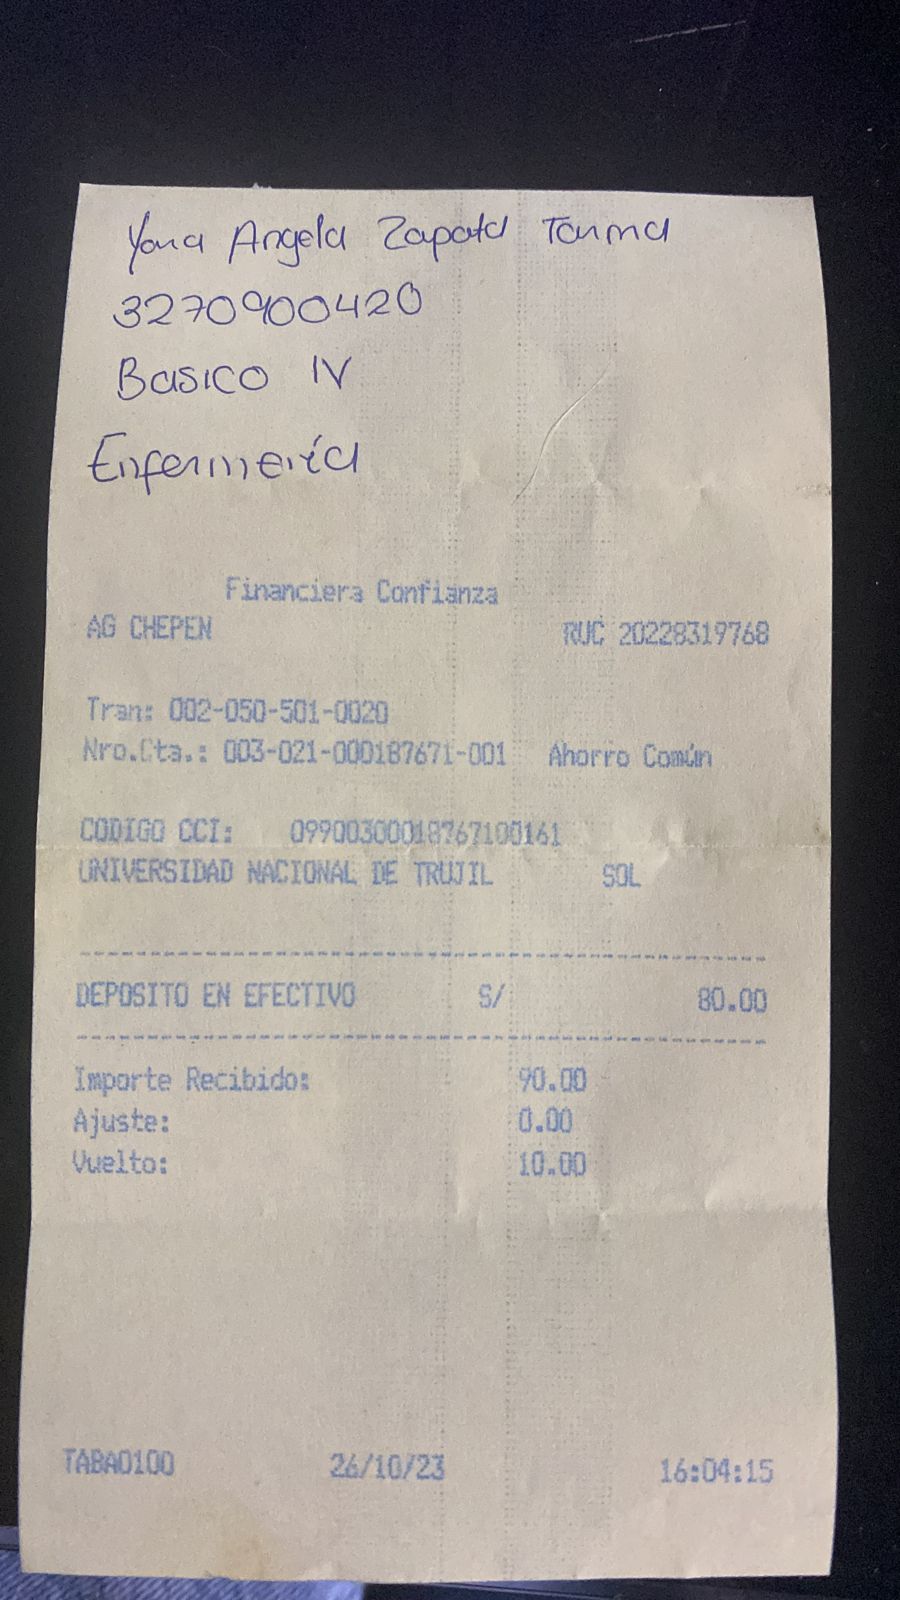 Yona Angela Zapata Tanma
3270900420
Basico IV
Enfermería
Financiera Confianza
AG CHEPEN RUC 20228319768
Tran: 002-050-501-0020
Nro.Cta.: 003-021-000187671-001 Ahorro Común
CODIGO CCI: 09900300018767100161
UNIVERSIDAD NACIONAL DE TRUJIL SOL
DEPOSITO EN EFECTIVO S/ 80.00
Importe Recibido: 90.00
Ajuste: 0.00
Vuelto: 10.00
TABA0100 26/10/23 16:04:15